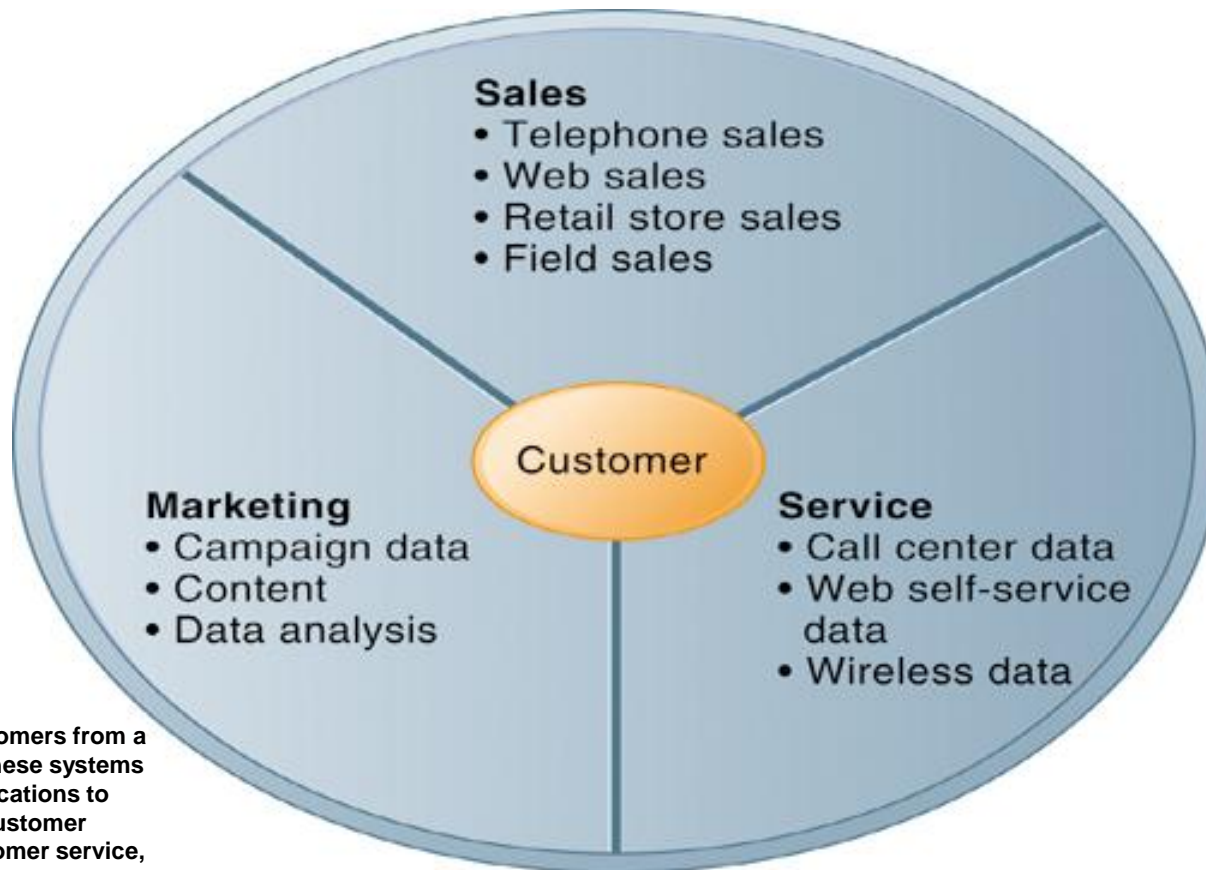 Sales
• Telephone sales
• Web sales
• Retail store sales
• Field sales
Customer
Marketing
• Campaign data
• Content
• Data analysis
Service
• Call center data
• Web self-service
data
• Wireless data
omers from a
hese systems
cations to
ustomer
omer service,